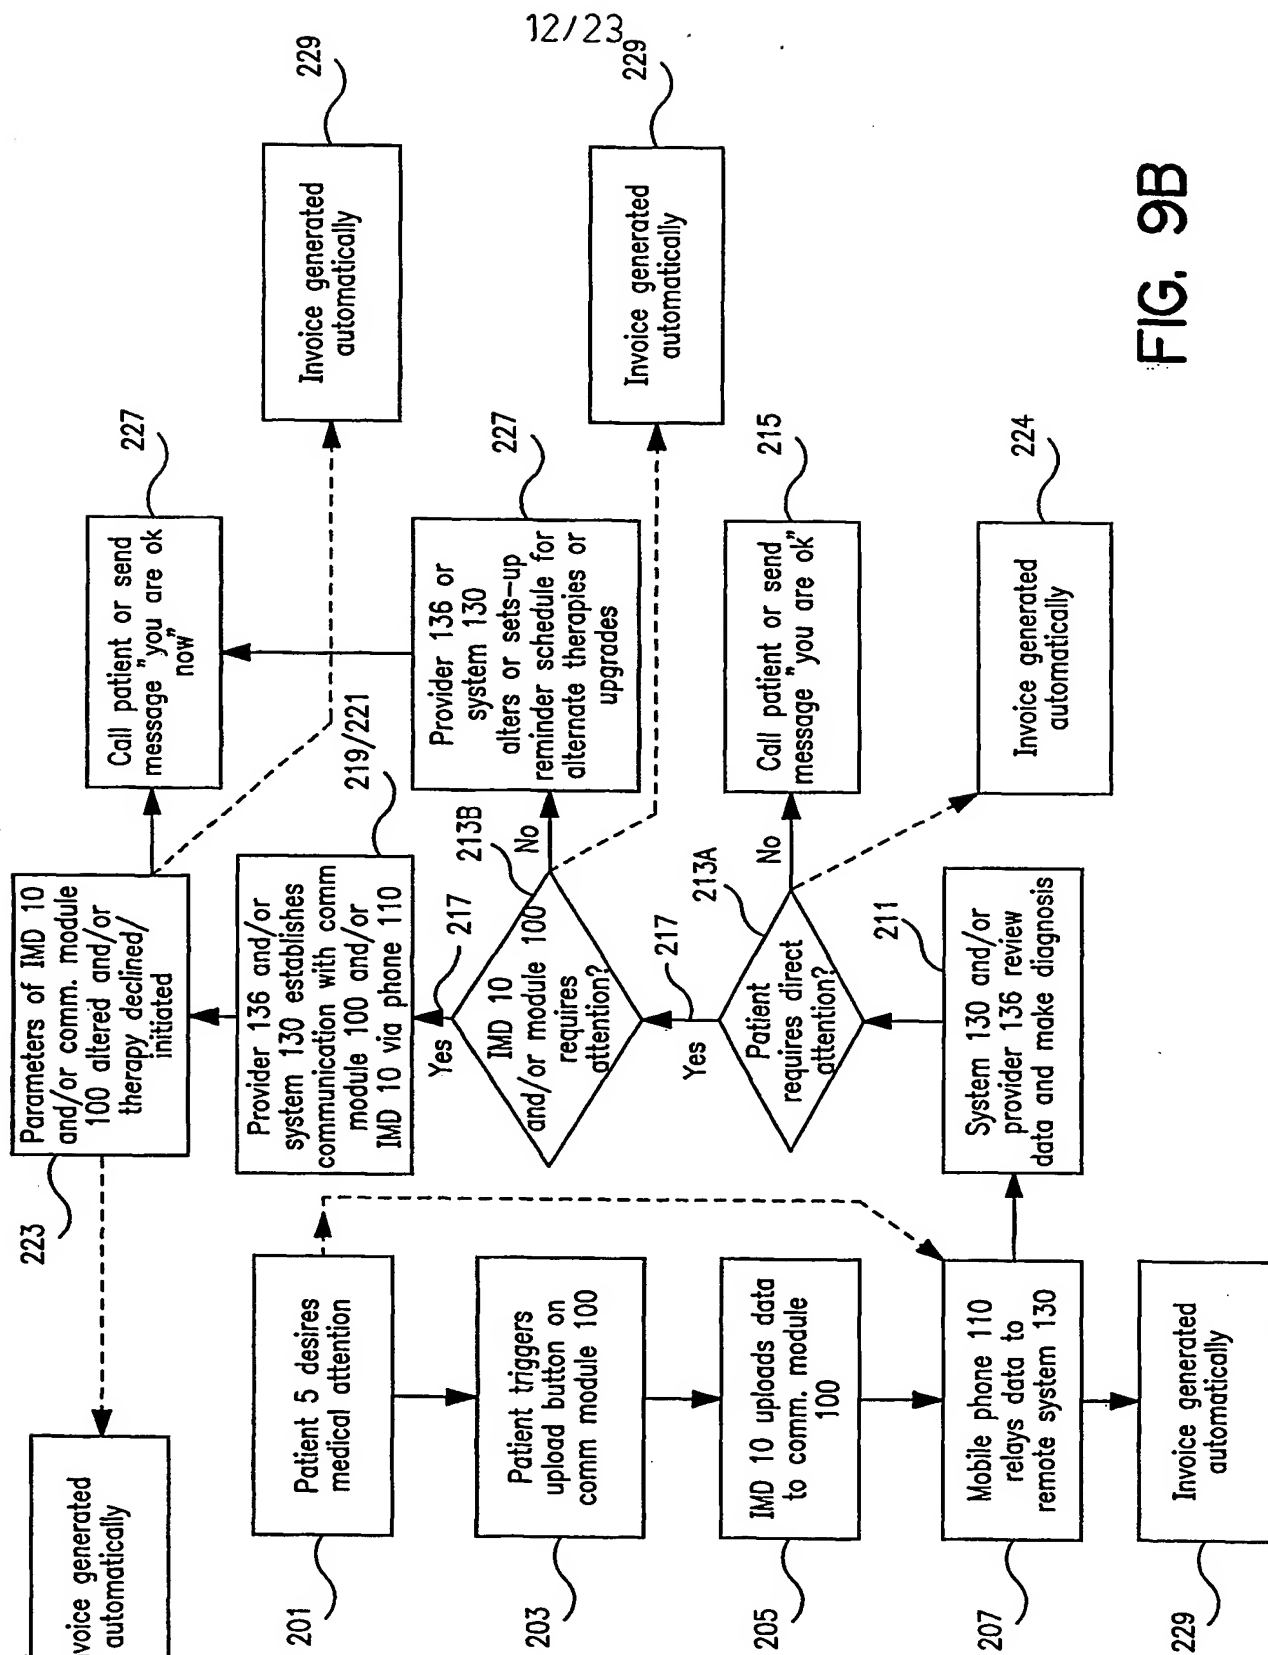 12/23
voice generated
automatically
223
Parameters of IMD 10
and/or comm. module
100 altered and/or
therapy declined/
initiated
Call patient or send
message "you are ok
now"
227
229
Invoice generated
automatically
201
Patient 5 desires
medical attention
Provider 136 and/or
system 130 establishes
communication with comm
module 100 and/or
IMD 10 via phone 110
219/221
Yes
217
203
Patient triggers
upload button on
comm module 100
IMD 10
and/or module 100
requires
attention?
213B
No
Provider 136 or
system 130
alters or sets-up
reminder schedule for
alternate therapies or
upgrades
227
229
Invoice generated
automatically
Yes
217
205
IMD 10 uploads data
to comm. module
100
Patient
requires direct
attention?
213A
No
Call patient or send
message "you are ok"
215
207
Mobile phone 110
relays data to
remote system 130
System 130 and/or
provider 136 review
data and make diagnosis
211
Invoice generated
automatically
224
229
Invoice generated
automatically
FIG. 9B